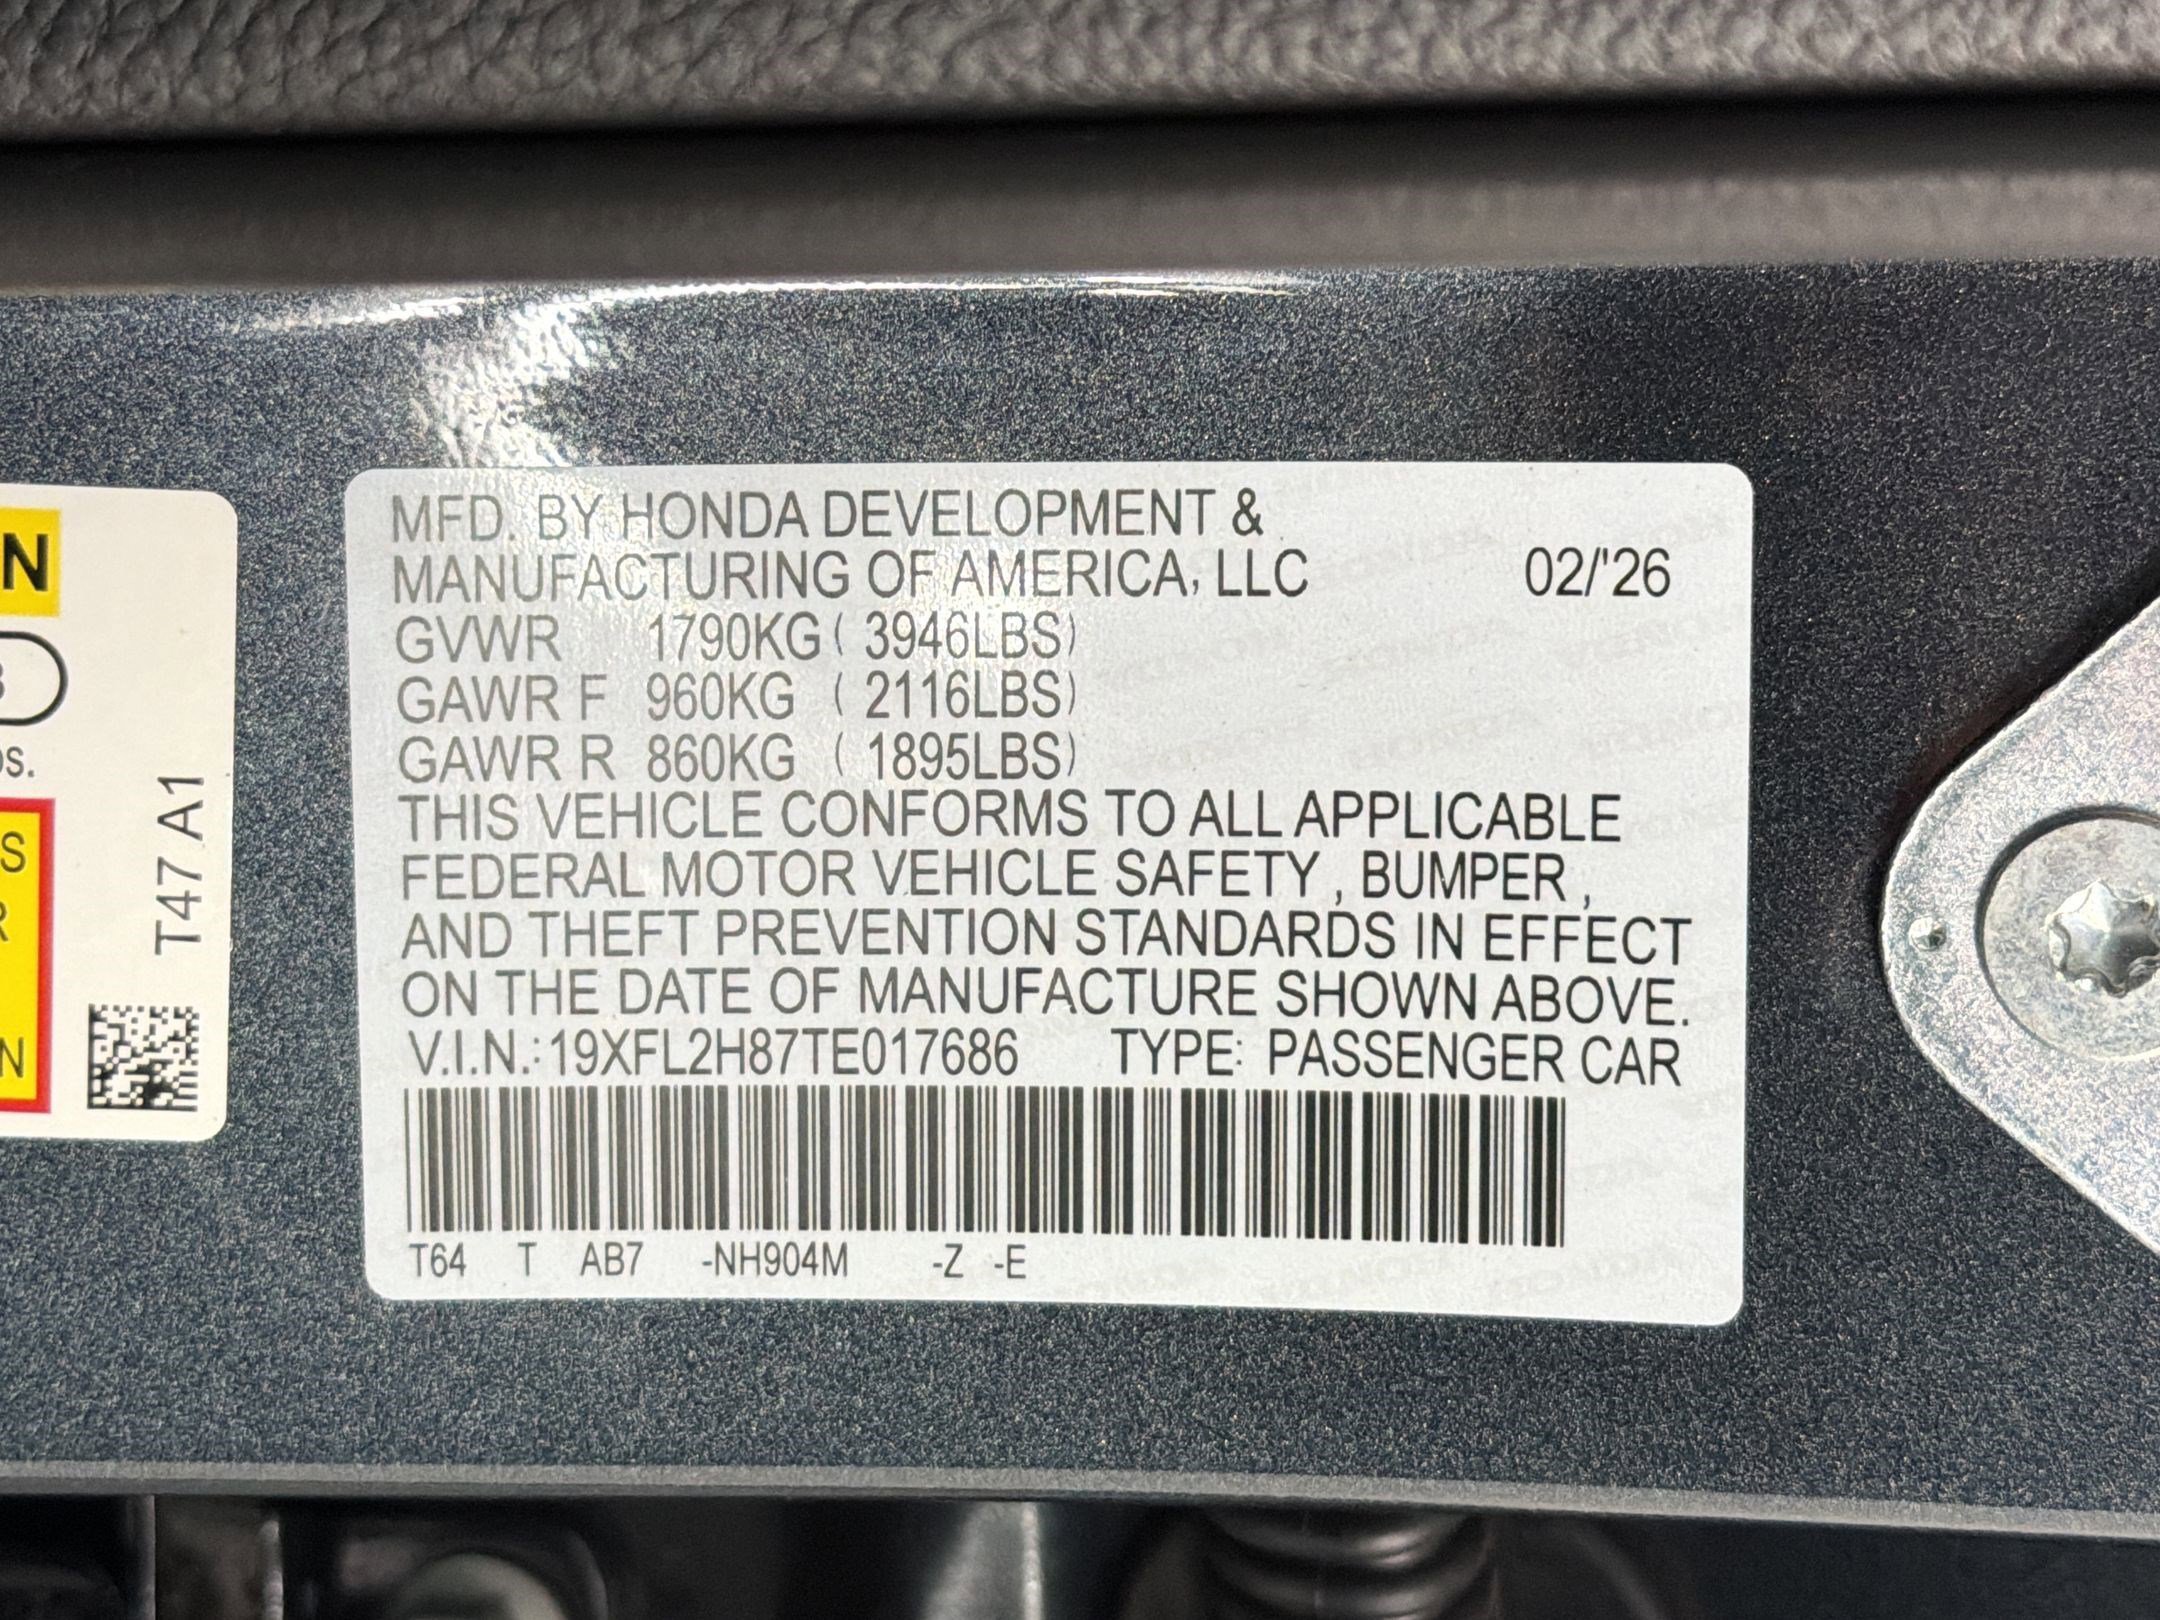 MFD. BY HONDA DEVELOPMENT &
MANUFACTURING OF AMERICA, LLC 02/'26
GVWR 1790KG ( 3946LBS)
GAWR F 960KG ( 2116LBS)
GAWR R 860KG ( 1895LBS)
THIS VEHICLE CONFORMS TO ALL APPLICABLE
FEDERAL MOTOR VEHICLE SAFETY , BUMPER ,
AND THEFT PREVENTION STANDARDS IN EFFECT
ON THE DATE OF MANUFACTURE SHOWN ABOVE.
V.I.N.: 19XFL2H87TE017686 TYPE: PASSENGER CAR
T64 T AB7 -NH904M -Z -E
T47 A1